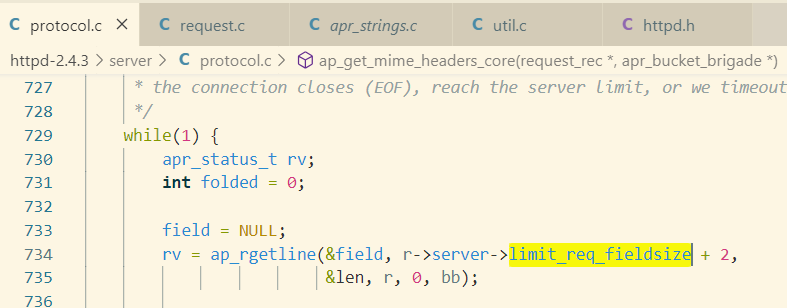 C protocol.c × C request.c C apr_strings.c C util.c C httpd.h
httpd-2.4.3 > server > C protocol.c > ap_get_mime_headers_core(request_rec *, apr_bucket_brigade *)
727 * the connection closes (EOF), reach the server limit, or we timeout
728 */
729 while(1) {
730 apr_status_t rv;
731 int folded = 0;
732
733 field = NULL;
734 rv = ap_rgetline(&field, r->server->limit_req_fieldsize + 2,
735 &len, r, 0, bb);
736